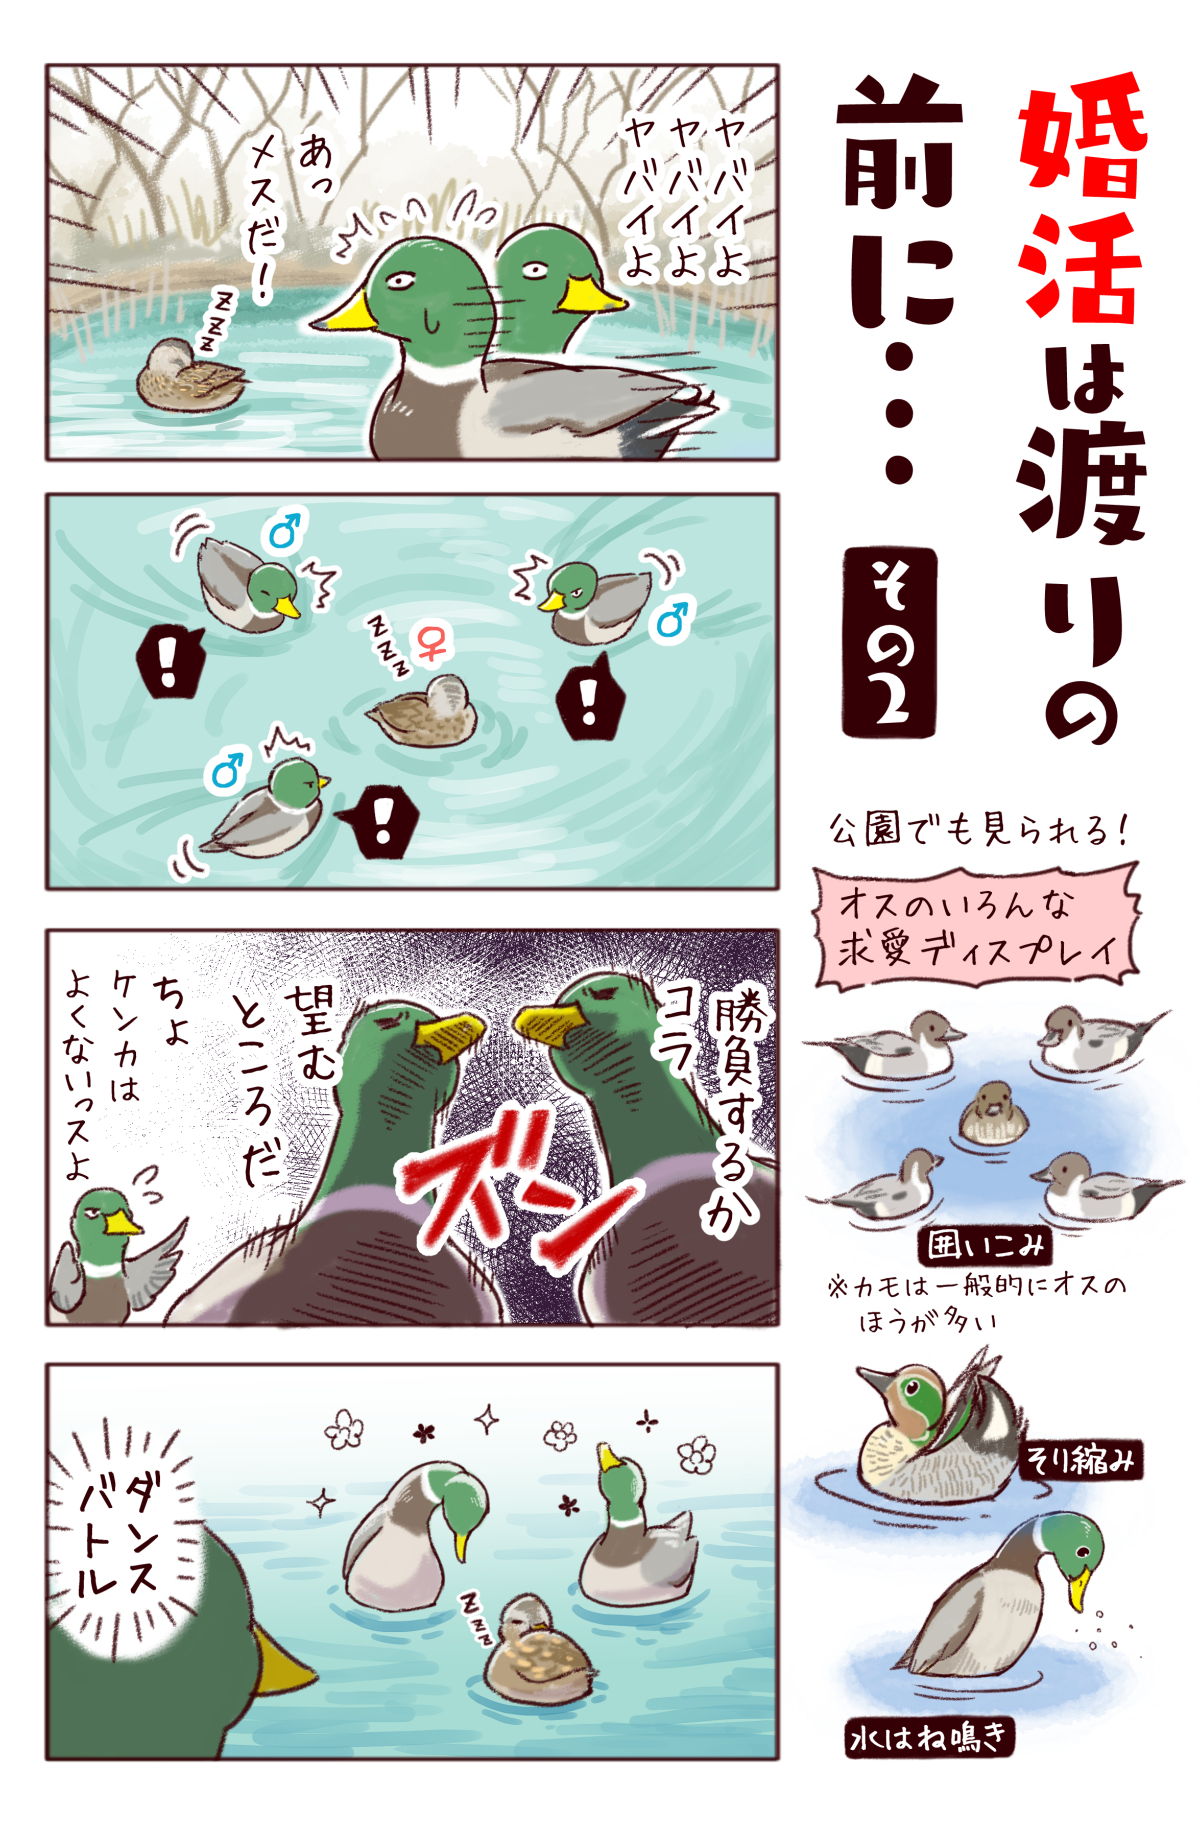 婚活は渡りの
前に・・・
その2
ヤバイよ
ヤバイよ
ヤバイよ
あっ
メスだ！
zzz
♂
！
♂
！
zzz
♀
♂
！
勝負するか
コラ
望む
ところだ
ズン
ちょ
ケンカは
よくないっスよ
zzz
ダンス
バトル
公園でも見られる！
オスのいろんな
求愛ディスプレイ
囲いこみ
※カモは一般的にオスの
ほうが多い
そり縮み
水はね鳴き